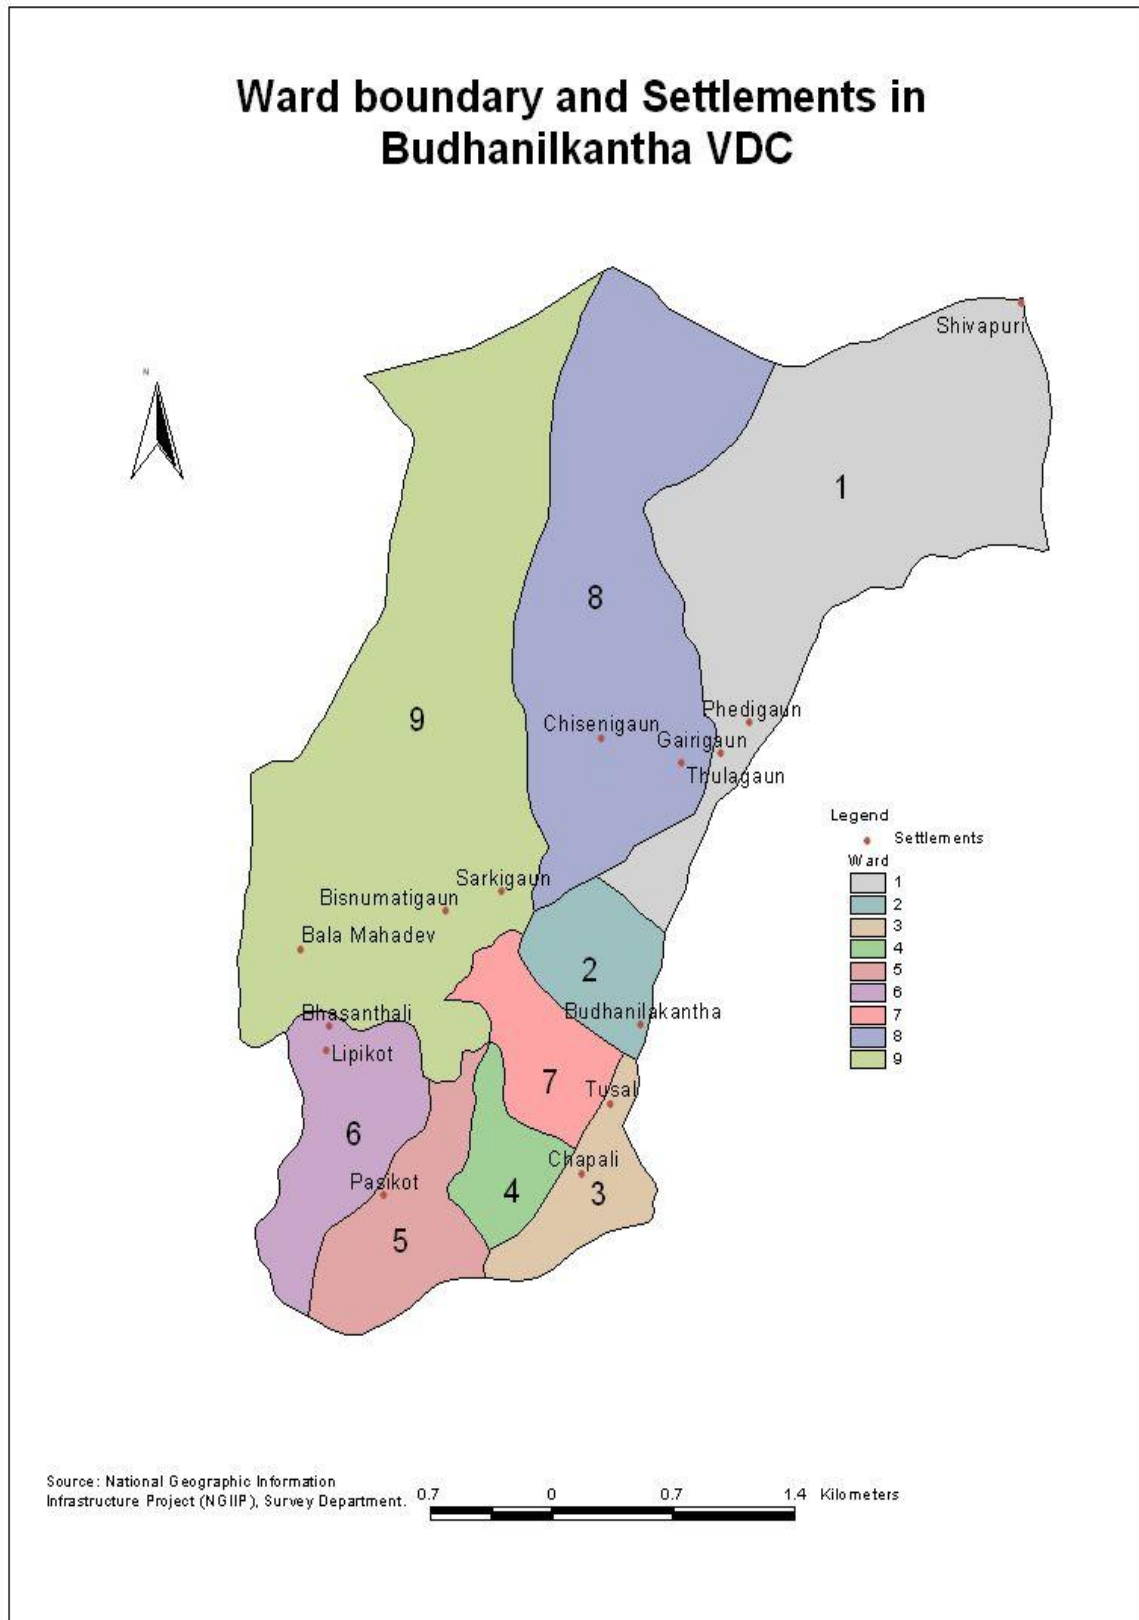 Ward boundary and Settlements in
Budhanilkantha VDC
N
Shivapuri
1
8
9
Phedigaun
Chisenigaun
Gairigaun
Thulagaun
Legend
Settlements
Ward
1
2
3
4
5
6
7
8
9
Sarkigaun
Bisnumatigaun
Bala Mahadev
2
Bhasanthali
Budhanilakantha
Lipikot
7
Tusal
6
Chapali
Pasikot
4
3
5
Source: National Geographic Information
Infrastructure Project (NGIIP), Survey Department.
0.7 0 0.7 1.4 Kilometers